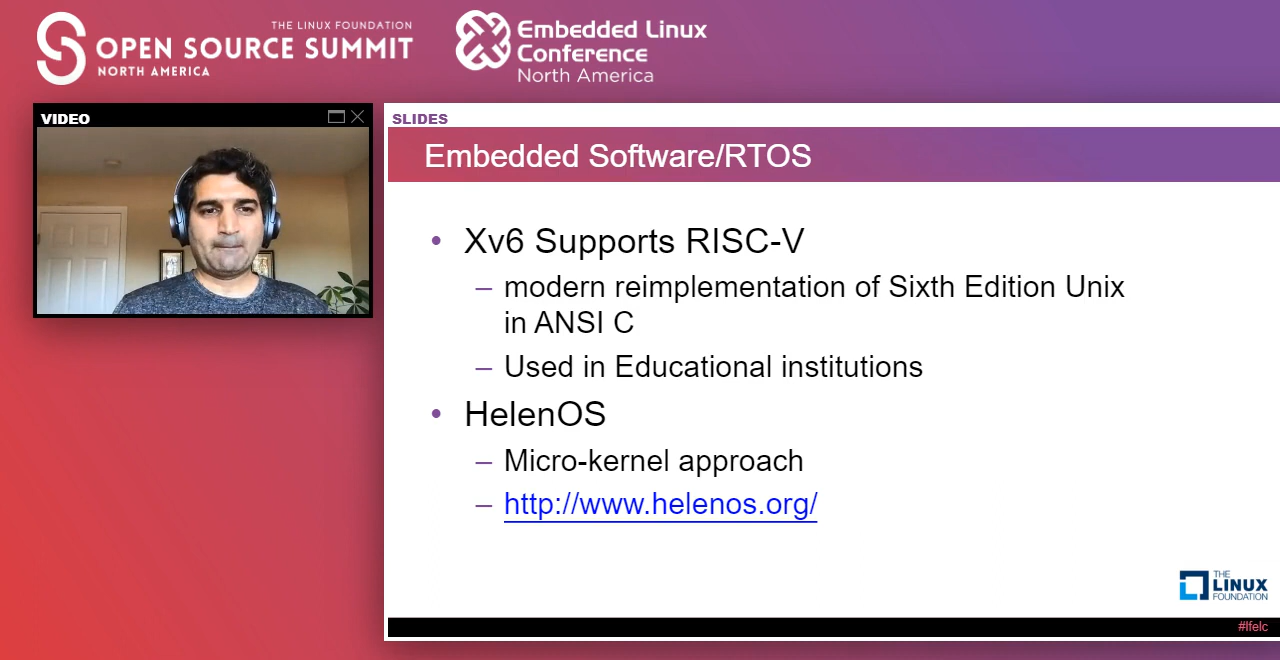 THE LINUX FOUNDATION
OPEN SOURCE SUMMIT
NORTH AMERICA
Embedded Linux
Conference
North America
VIDEO
SLIDES
Embedded Software/RTOS
• Xv6 Supports RISC-V
– modern reimplementation of Sixth Edition Unix
in ANSI C
– Used in Educational institutions
• HelenOS
– Micro-kernel approach
– http://www.helenos.org/
THE
LINUX
FOUNDATION
#lfelc